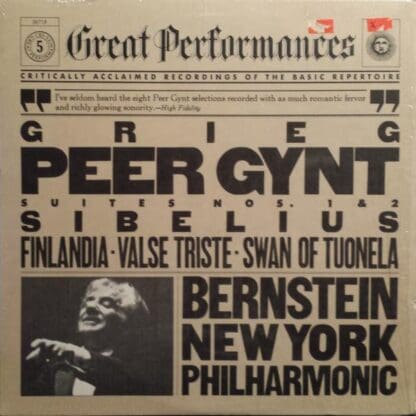 36718
5
Great Performances
CRITICALLY ACCLAIMED RECORDINGS OF THE BASIC REPERTOIRE
" I've seldom heard the eight Peer Gynt selections recorded with as much romantic fervor
and richly glowing sonority.—High Fidelity "
GRIEG
PEER GYNT
SUITES NOS. 1 & 2
SIBELIUS
FINLANDIA · VALSE TRISTE · SWAN OF TUONELA
BERNSTEIN
NEW YORK
PHILHARMONIC